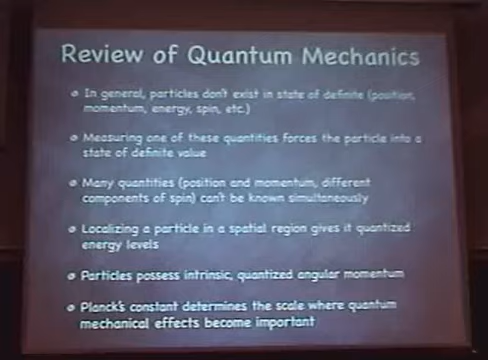 Review of Quantum Mechanics
In general, particles don't exist in state of definite (position,
momentum, energy, spin, etc.)
Measuring one of these quantities forces the particle into a
state of definite value
Many quantities (position and momentum, different
components of spin) can't be known simultaneously
Localizing a particle in a spatial region gives it quantized
energy levels
Particles possess intrinsic, quantized angular momentum
Planck's constant determines the scale where quantum
mechanical effects become important